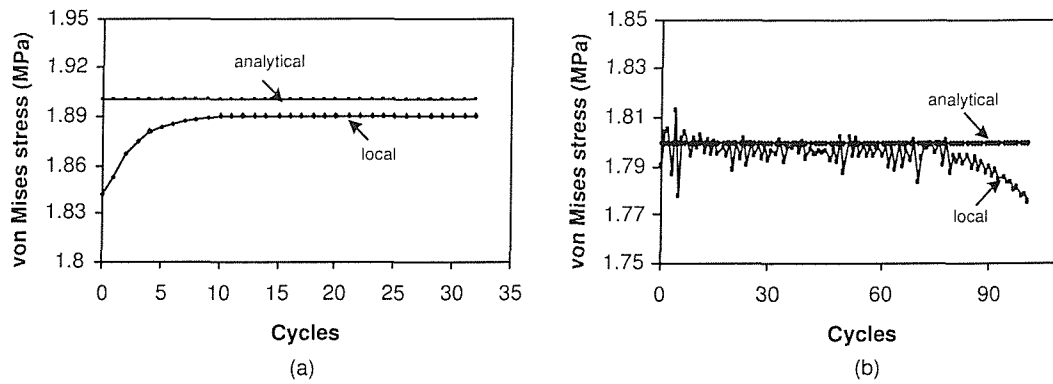 von Mises stress (MPa)
1.95
1.92
1.89
1.86
1.83
1.8
analytical
local
0 5 10 15 20 25 30 35
Cycles
(a)
von Mises stress (MPa)
1.85
1.83
1.81
1.79
1.77
1.75
analytical
local
0 30 60 90
Cycles
(b)